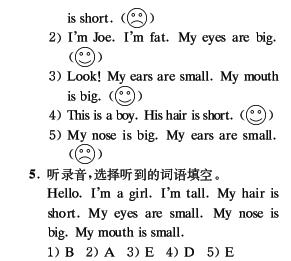 is short. (☹)
2) I'm Joe. I'm fat. My eyes are big.
(☺)
3) Look! My ears are small. My mouth
is big. (☺)
4) This is a boy. His hair is short. (☺)
5) My nose is big. My ears are small.
(☹)
5. 听录音,选择听到的词语填空。
Hello. I'm a girl. I'm tall. My hair is
short. My eyes are small. My nose is
big. My mouth is small.
1) B 2) A 3) E 4) D 5) E